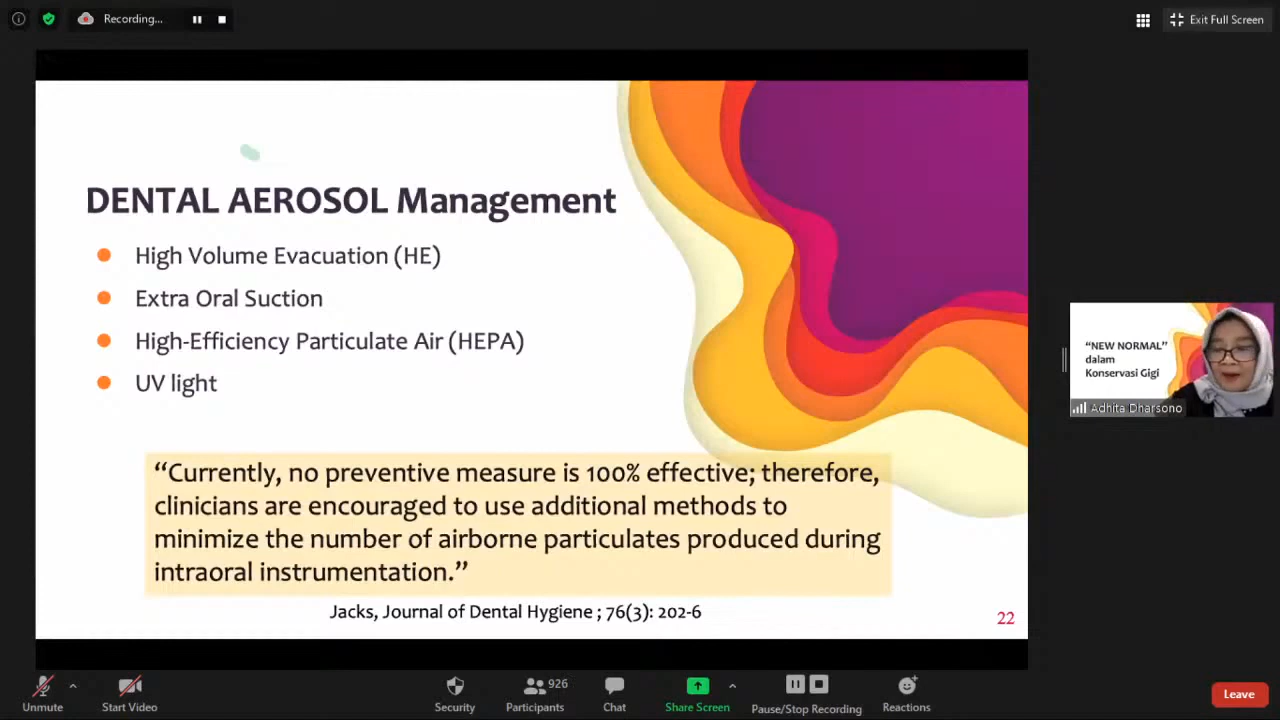 Recording...
Exit Full Screen
DENTAL AEROSOL Management
High Volume Evacuation (HE)
Extra Oral Suction
High-Efficiency Particulate Air (HEPA)
UV light
“Currently, no preventive measure is 100% effective; therefore,
clinicians are encouraged to use additional methods to
minimize the number of airborne particulates produced during
intraoral instrumentation.”
Jacks, Journal of Dental Hygiene ; 76(3): 202-6
22
“NEW NORMAL”
dalam
Konservasi Gigi
Adhita Dharsono
Unmute
Start Video
Security
Participants
926
Chat
Share Screen
Pause/Stop Recording
Reactions
Leave